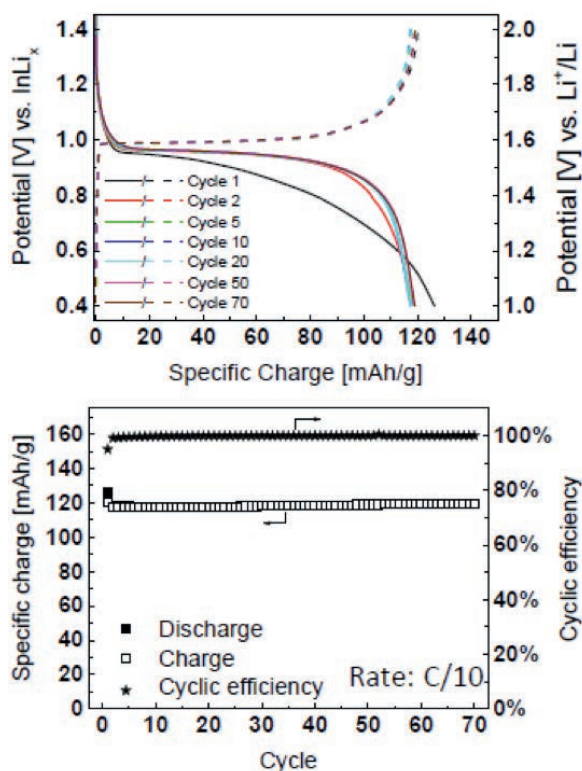 1.4
1.2
1.0
0.8
0.6
0.4
Potential [V] vs. InLiₓ
2.0
1.8
1.6
1.4
1.2
1.0
Potential [V] vs. Li⁺/Li
Cycle 1
Cycle 2
Cycle 5
Cycle 10
Cycle 20
Cycle 50
Cycle 70
0 20 40 60 80 100 120 140
Specific Charge [mAh/g]
160
140
120
100
80
60
40
20
0
Specific charge [mAh/g]
100%
80%
60%
40%
20%
0%
Cyclic efficiency
Discharge
Charge
Cyclic efficiency
Rate: C/10
0 10 20 30 40 50 60 70
Cycle